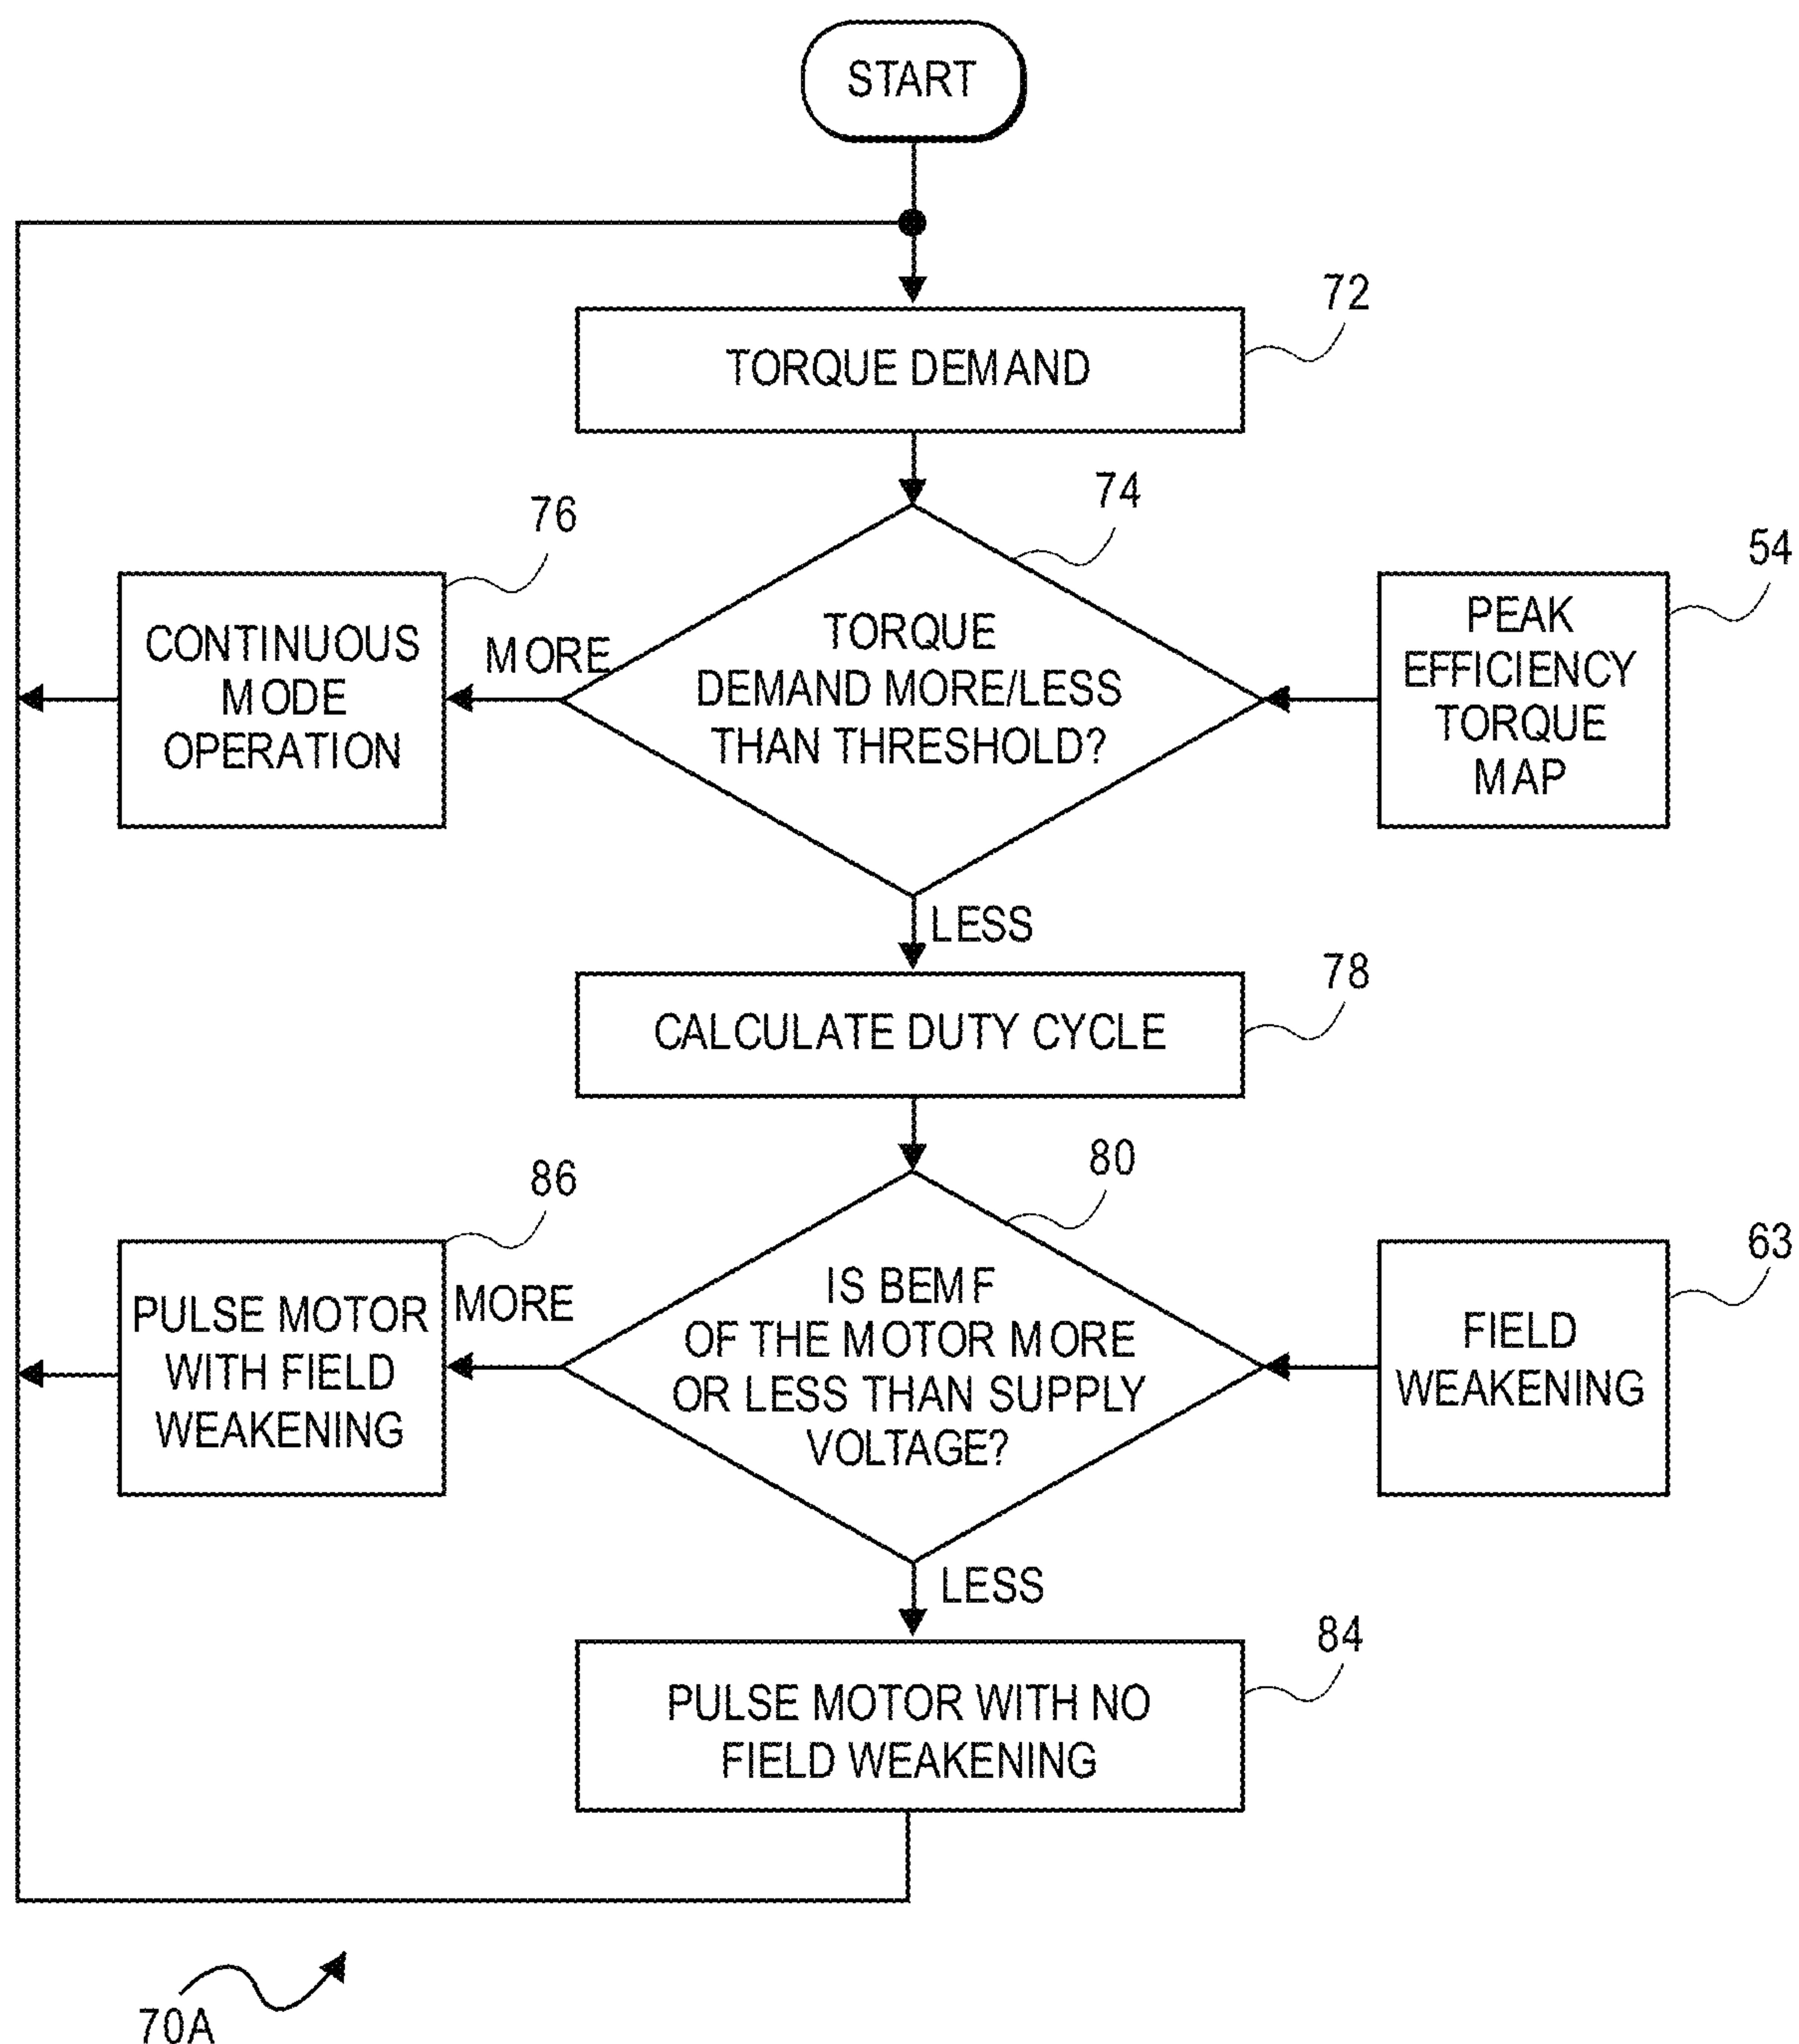 START
72
TORQUE DEMAND
74
76
54
CONTINUOUS
MODE
OPERATION
MORE
TORQUE
DEMAND MORE/LESS
THAN THRESHOLD?
PEAK
EFFICIENCY
TORQUE
MAP
LESS
78
CALCULATE DUTY CYCLE
80
86
63
PULSE MOTOR
WITH FIELD
WEAKENING
MORE
IS BEMF
OF THE MOTOR MORE
OR LESS THAN SUPPLY
VOLTAGE?
FIELD
WEAKENING
LESS
84
PULSE MOTOR WITH NO
FIELD WEAKENING
70A